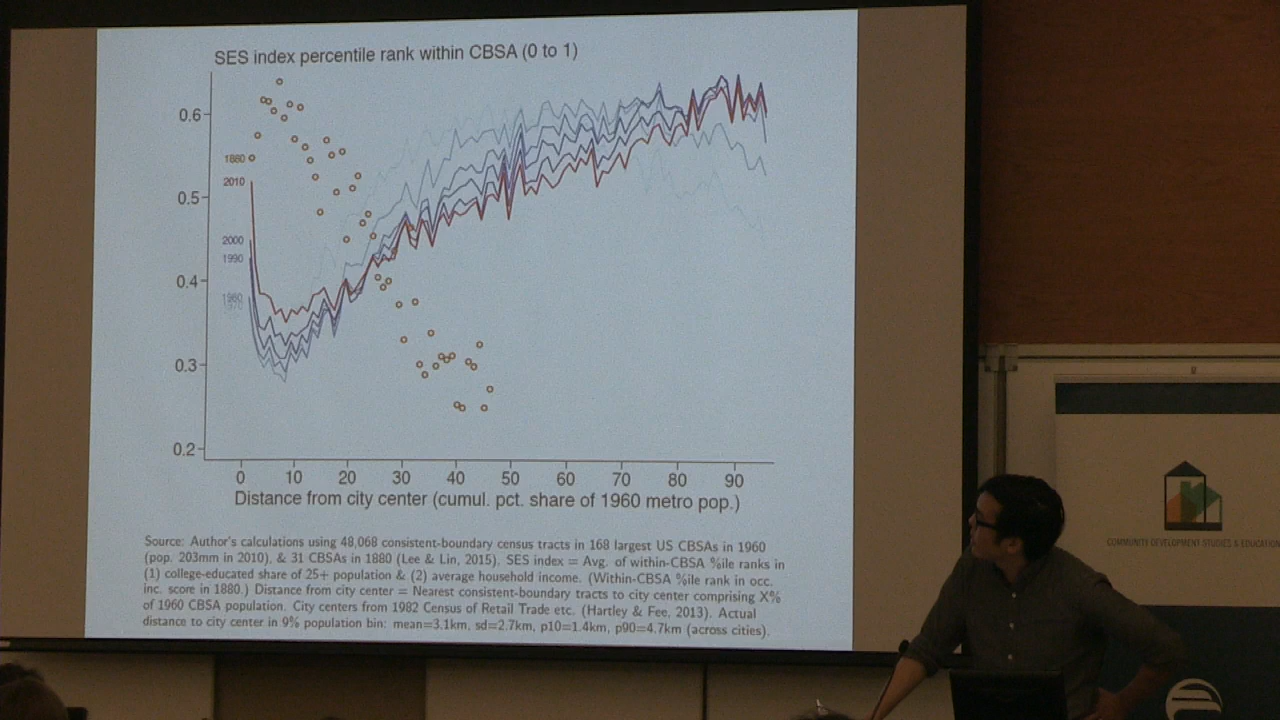 SES index percentile rank within CBSA (0 to 1)
0.6
1880
2010
0.5
2000
1990
0.4
1980
0.3
0.2
0 10 20 30 40 50 60 70 80 90
Distance from city center (cumul. pct. share of 1960 metro pop.)
Source: Author's calculations using 48,068 consistent-boundary census tracts in 168 largest US CBSAs in 1960
(pop. 203mm in 2010), & 31 CBSAs in 1880 (Lee & Lin, 2015). SES index = Avg. of within-CBSA %ile ranks in
(1) college-educated share of 25+ population & (2) average household income. (Within-CBSA %ile rank in occ.
inc. score in 1880.) Distance from city center = Nearest consistent-boundary tracts to city center comprising X%
of 1960 CBSA population. City centers from 1982 Census of Retail Trade etc. (Hartley & Fee, 2013). Actual
distance to city center in 9% population bin: mean=3.1km, sd=2.7km, p10=1.4km, p90=4.7km (across cities).
COMMUNITY DEVELOPMENT STUDIES & EDUCATION